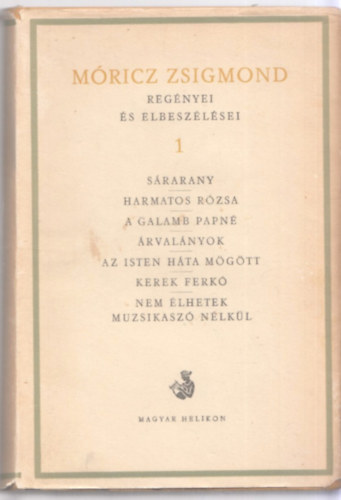 MÓRICZ ZSIGMOND
REGÉNYEI
ÉS ELBESZÉLÉSEI
1
SÁRARANY
HARMATOS RÓZSA
A GALAMB PAPNÉ
ÁRVALÁNYOK
AZ ISTEN HÁTA MÖGÖTT
KEREK FERKÓ
NEM ÉLHETEK
MUZSIKASZÓ NÉLKÜL
MAGYAR HELIKON